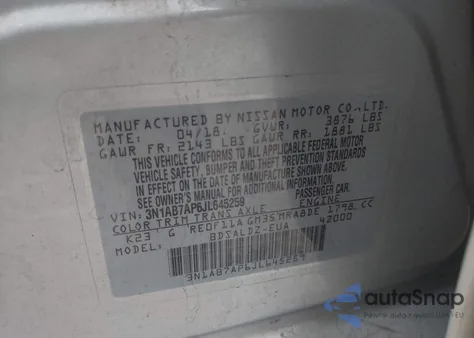 MANUFACTURED BY NISSAN MOTOR CO.,LTD.
DATE: 04/18 GVWR: 3876 LBS
GAWR FR: 2143 LBS GAWR RR: 1881 LBS
THIS VEHICLE CONFORMS TO ALL APPLICABLE FEDERAL MOTOR
VEHICLE SAFETY, BUMPER AND THEFT PREVENTION STANDARDS
IN EFFECT ON THE DATE OF MANUFACTURE SHOWN ABOVE.
SEE OWNER'S MANUAL FOR ADDITIONAL INFORMATION.
VIN: 3N1AB7AP6JL645259 PASSENGER CAR
COLOR TRIM TRANS AXLE ENGINE
K23 G RE0F11A GM35 MRA8DE 1798 CC
BDSALDZ-EUA 42000
3N1AB7AP6JL645259
autoSnap